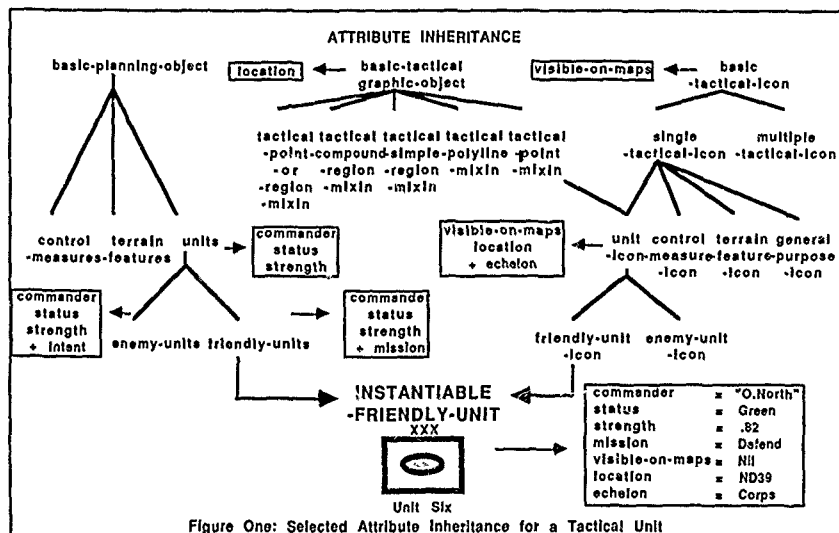 ATTRIBUTE INHERITANCE
basic-planning-object
location
basic-tactical
graphic-object
visible-on-maps
basic
-tactical-icon
tactical
-point
-or
-region
-mixin
tactical
compound
-region
-mixin
tactical
-simple
-region
-mixin
tactical
-polyline
-mixin
tactical
-point
-mixin
single
-tactical-icon
multiple
-tactical-icon
control
-measures
terrain
-features
units
commander
status
strength
visible-on-maps
location
+ echelon
unit
-icon
control
-measure
-icon
terrain
-feature
-icon
general
-purpose
-icon
commander
status
strength
+ intent
enemy-units
friendly-units
commander
status
strength
+ mission
friendly-unit
-icon
enemy-unit
-icon
INSTANTIABLE
-FRIENDLY-UNIT
XXX
Unit Six
commander = "O.North"
status = Green
strength = .82
mission = Defend
visible-on-maps = Nil
location = ND39
echelon = Corps
Figure One: Selected Attribute Inheritance for a Tactical Unit